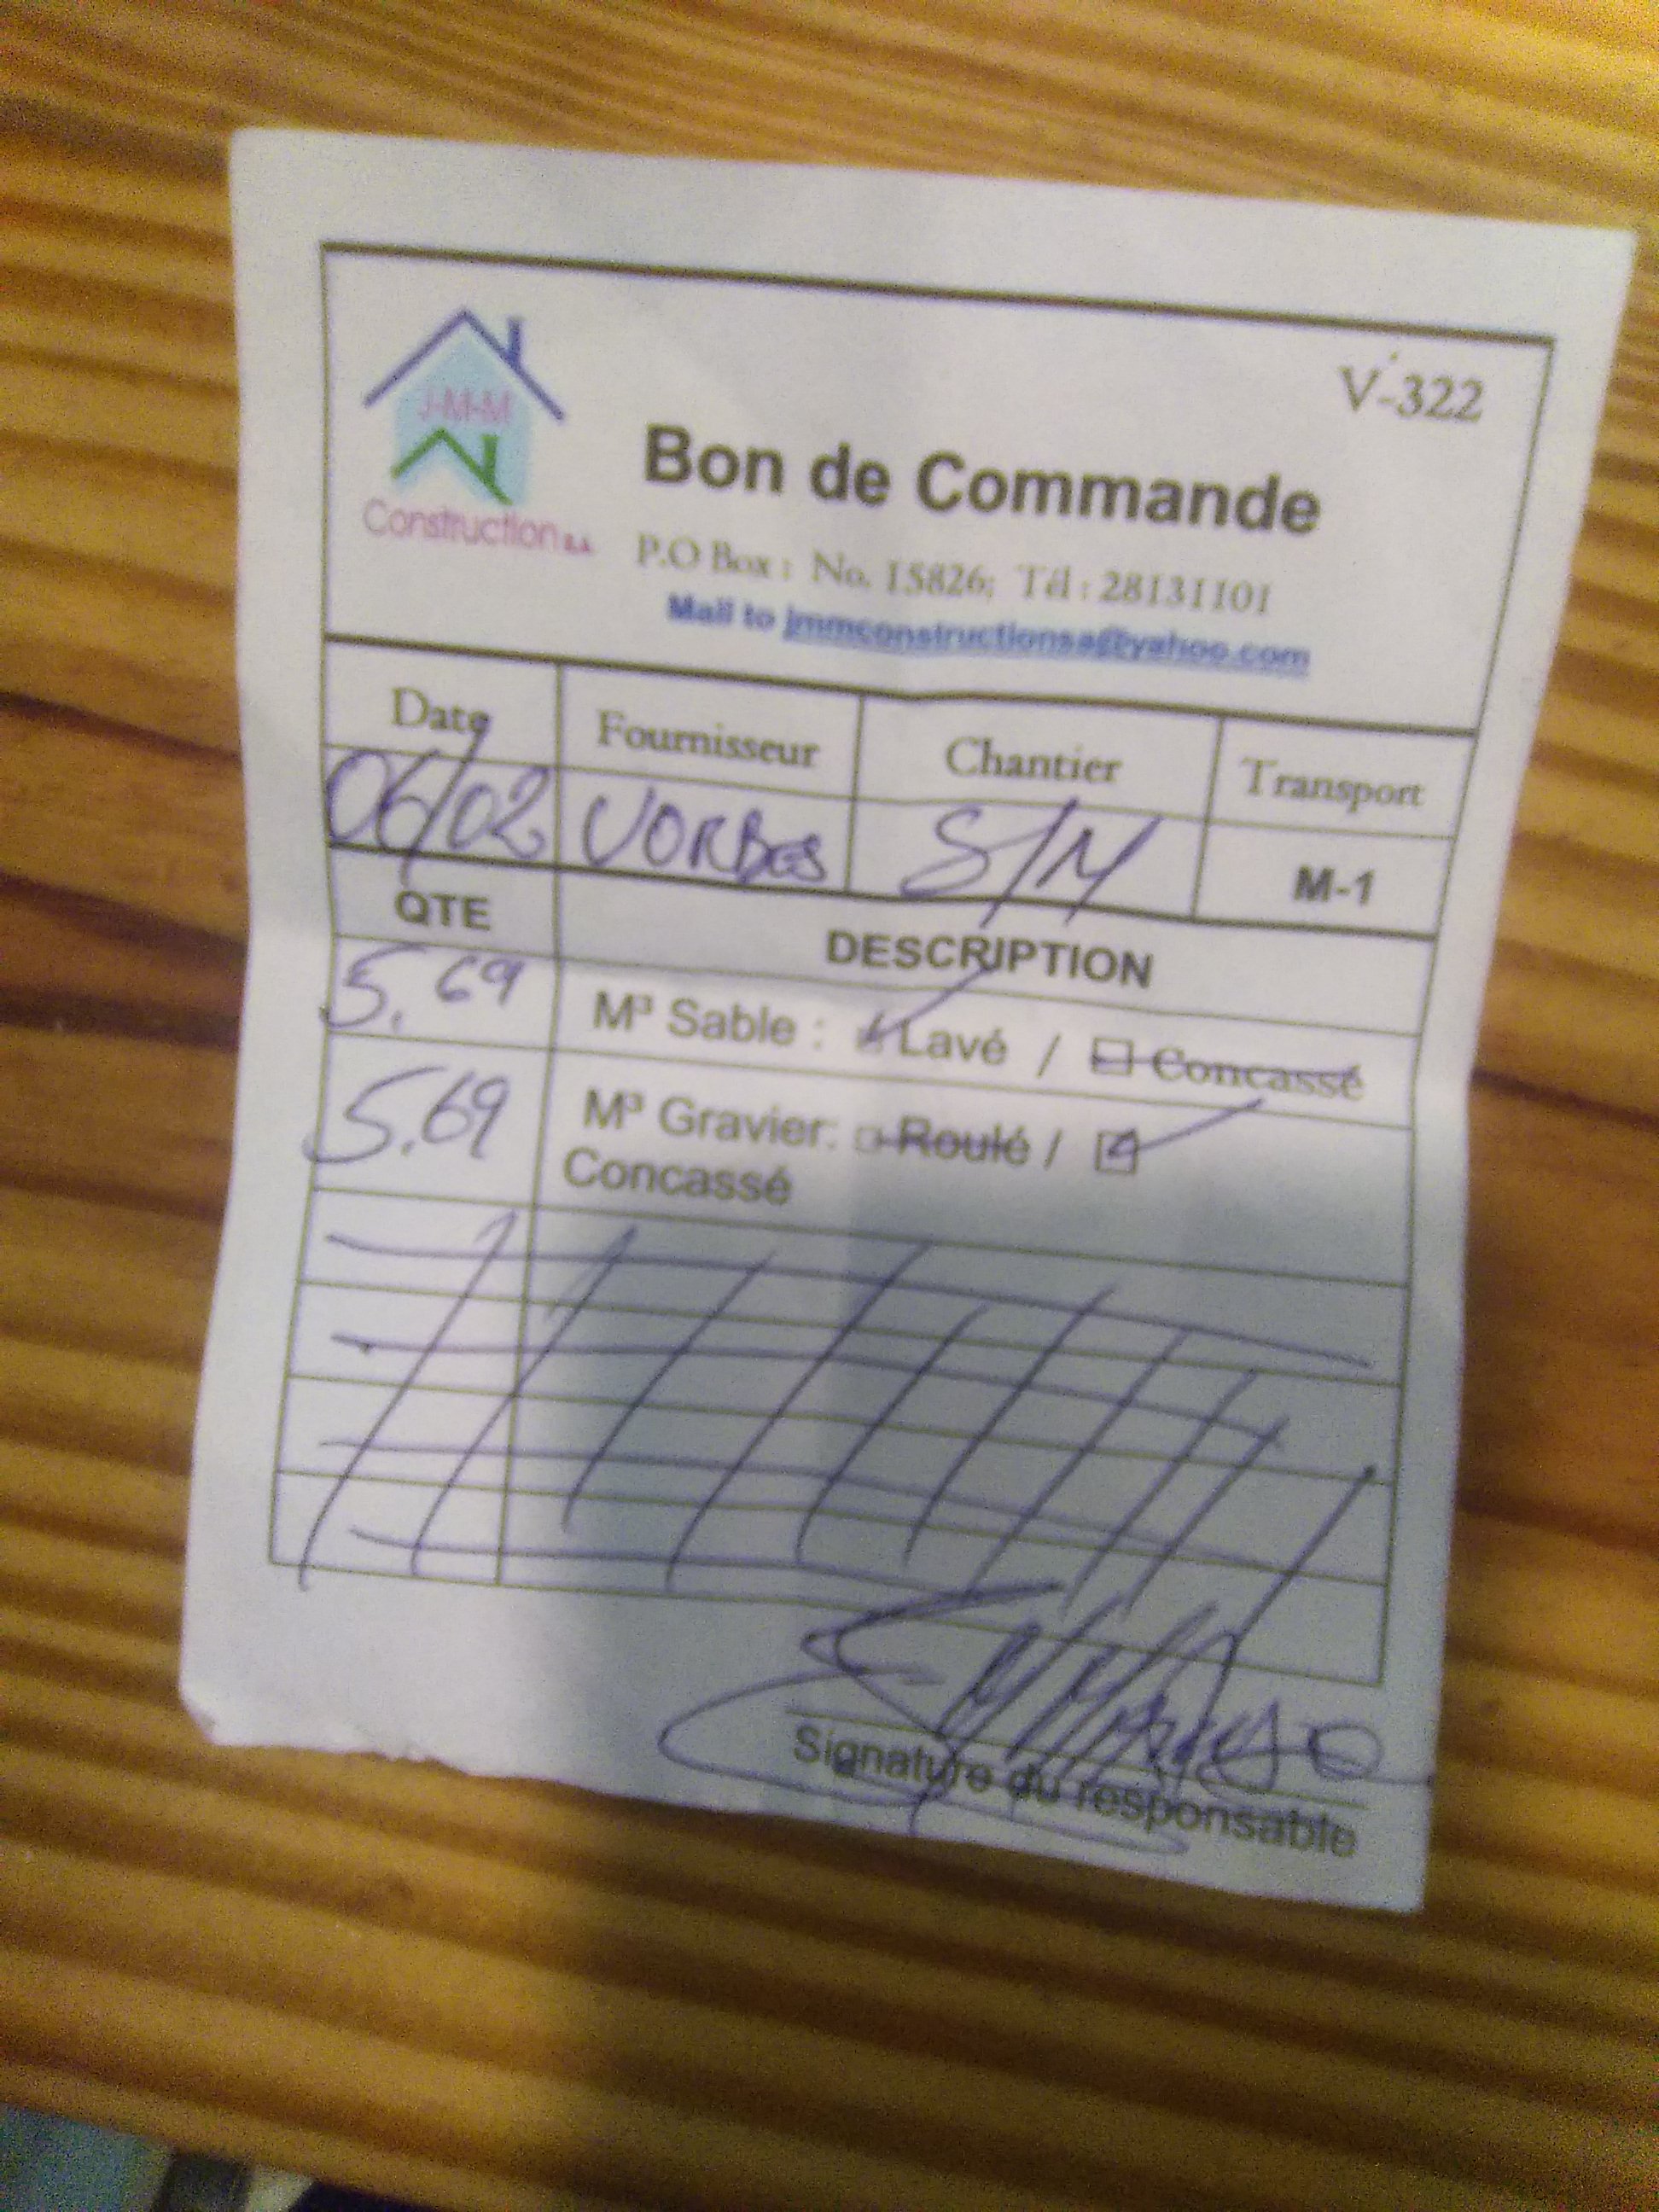 J-M-M
Construction S.A.
V-322
Bon de Commande
P.O Box : No. 15826; Tél : 28131101
Mail to jmmconstructionsa@yahoo.com
Date Fournisseur Chantier Transport
06/02 VORBES S/M M-1
QTE DESCRIPTION
5.69 M³ Sable : Lavé / Concassé
5.69 M³ Gravier: Roulé /
Concassé
Signature du responsable